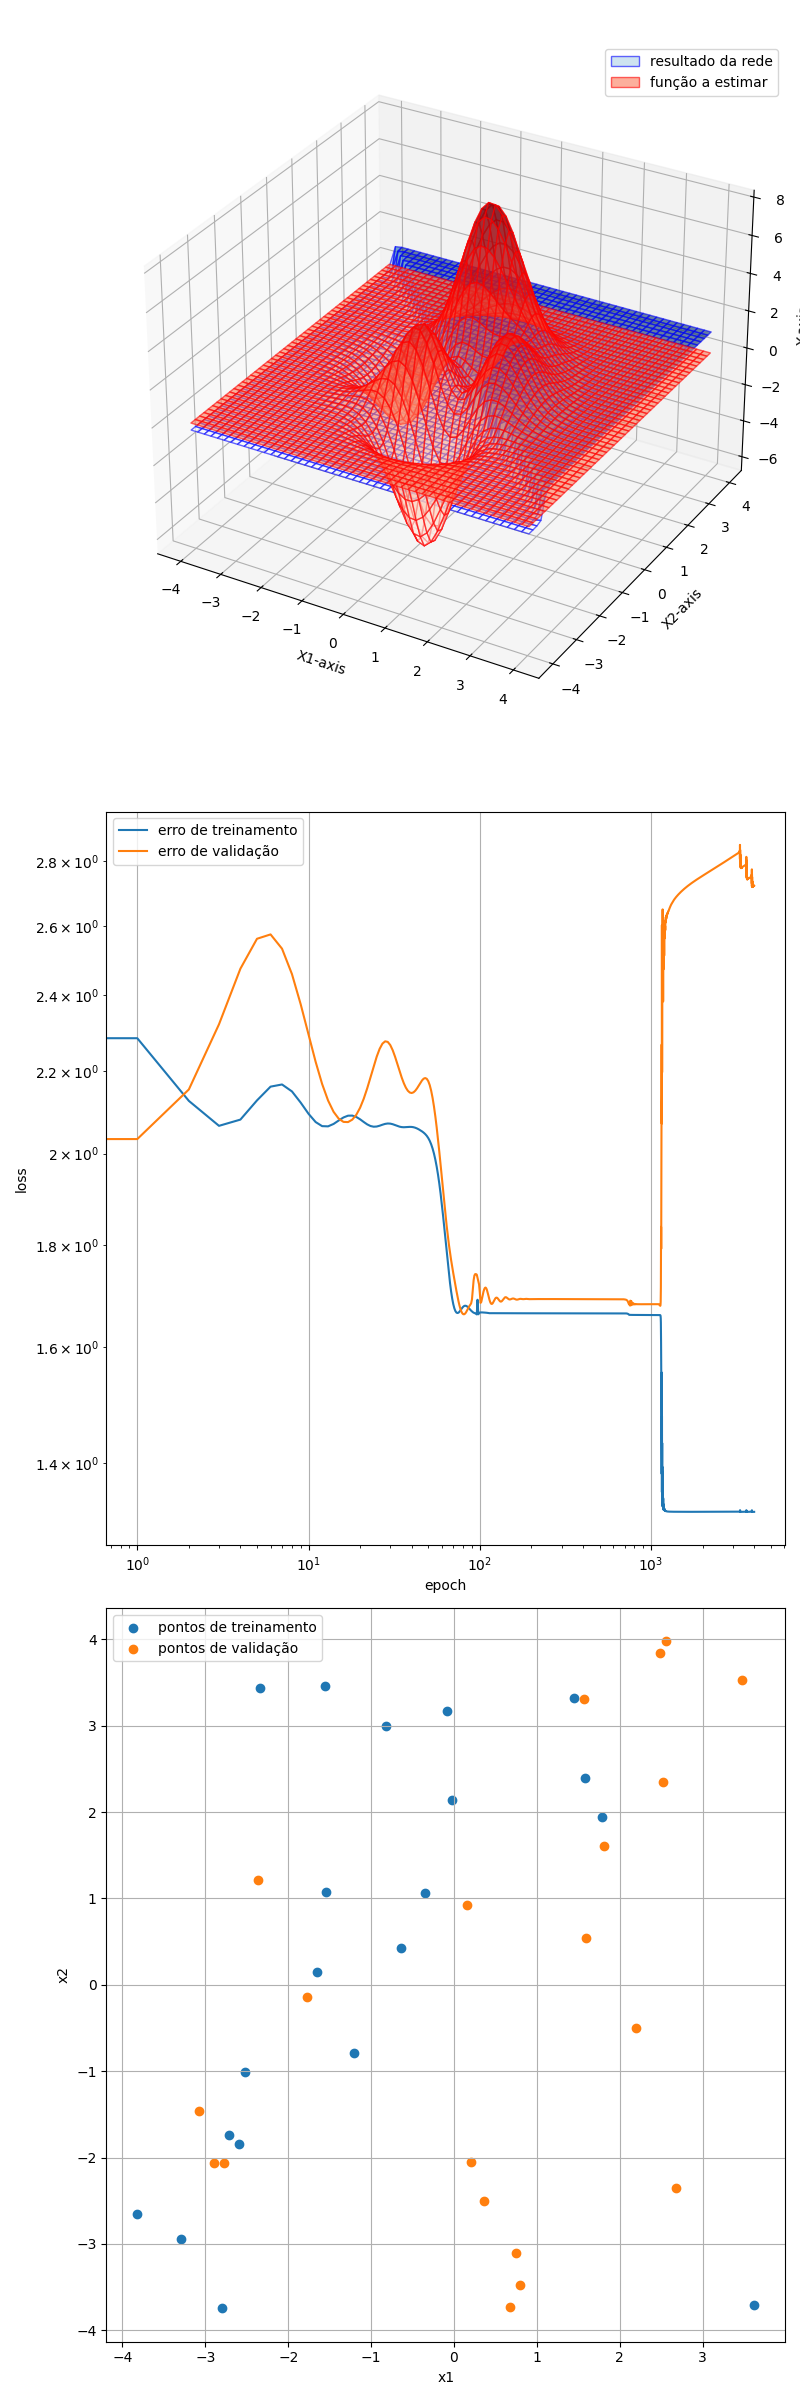 resultado da rede
função a estimar
8
6
4
2
0
−2
−4
−6
4
3
2
1
0
−1
−2
−3
−4
X2-axis
−4
−3
−2
−1
0
1
2
3
4
X1-axis
erro de treinamento
erro de validação
2.8 × 10⁰
2.6 × 10⁰
2.4 × 10⁰
2.2 × 10⁰
2 × 10⁰
1.8 × 10⁰
1.6 × 10⁰
1.4 × 10⁰
loss
10⁰ 10¹ 10² 10³
epoch
pontos de treinamento
pontos de validação
4
3
2
1
0
−1
−2
−3
−4
x2
−4 −3 −2 −1 0 1 2 3
x1